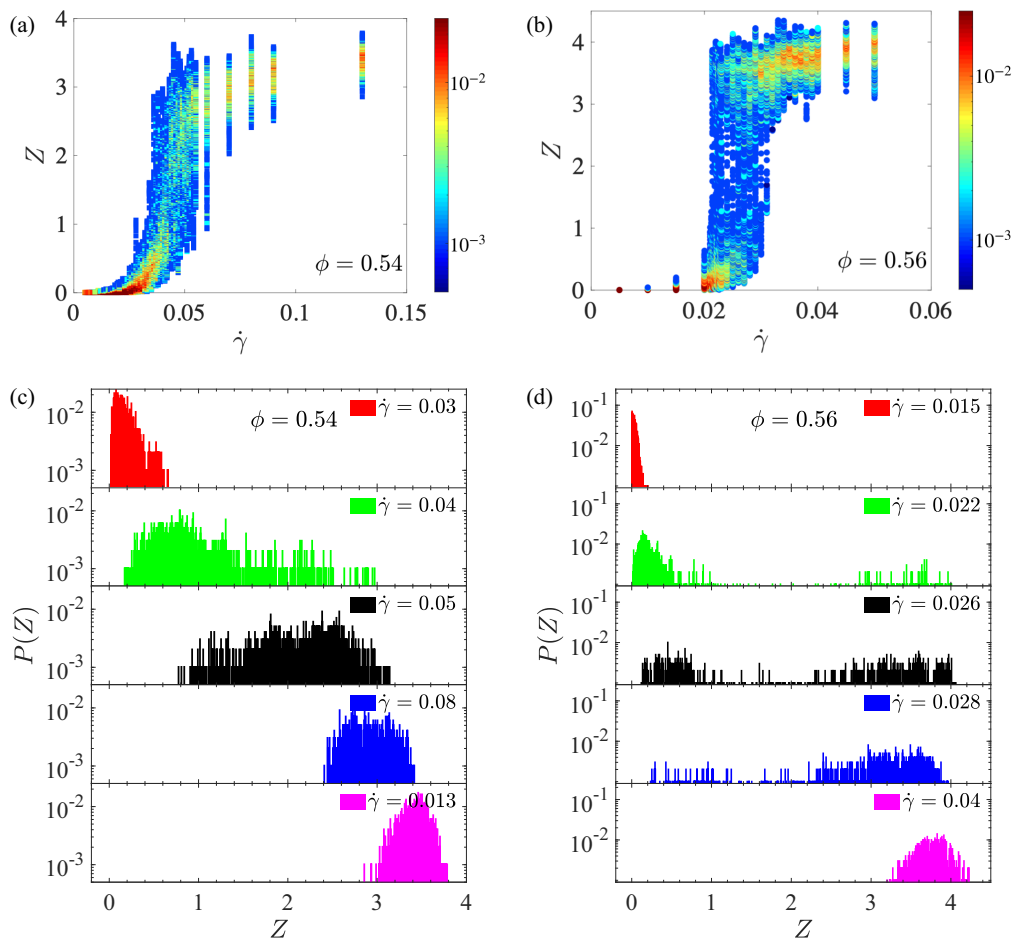 (a)
4
3
2
1
0
Z
0 0.05 0.1 0.15
γ̇
ϕ = 0.54
10⁻²
10⁻³
(b)
4
3
2
1
0
Z
0 0.02 0.04 0.06
γ̇
ϕ = 0.56
10⁻²
10⁻³
(c)
P(Z)
ϕ = 0.54
γ̇ = 0.03
10⁻²
10⁻³
γ̇ = 0.04
10⁻²
10⁻³
γ̇ = 0.05
10⁻²
10⁻³
γ̇ = 0.08
10⁻²
10⁻³
γ̇ = 0.013
10⁻²
10⁻³
0 1 2 3 4
Z
(d)
P(Z)
ϕ = 0.56
γ̇ = 0.015
10⁻¹
10⁻²
γ̇ = 0.022
10⁻¹
10⁻²
γ̇ = 0.026
10⁻¹
10⁻²
γ̇ = 0.028
10⁻¹
10⁻²
γ̇ = 0.04
10⁻¹
10⁻²
0 1 2 3 4
Z